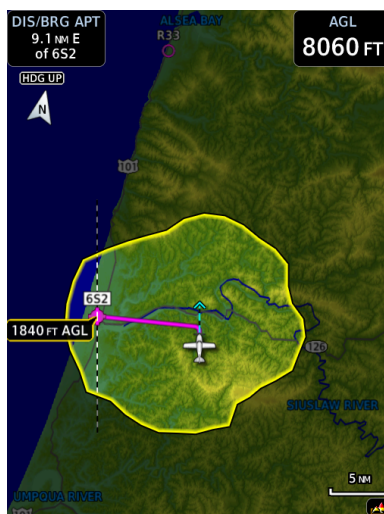 DIS/BRG APT
9.1 NM E
of 6S2
ALSEA BAY
R33
AGL
8060 FT
HDG UP
N
101
6S2
1840 FT AGL
126
SIUSLAW RIVER
5 NM
UMPQUA RIVER
101